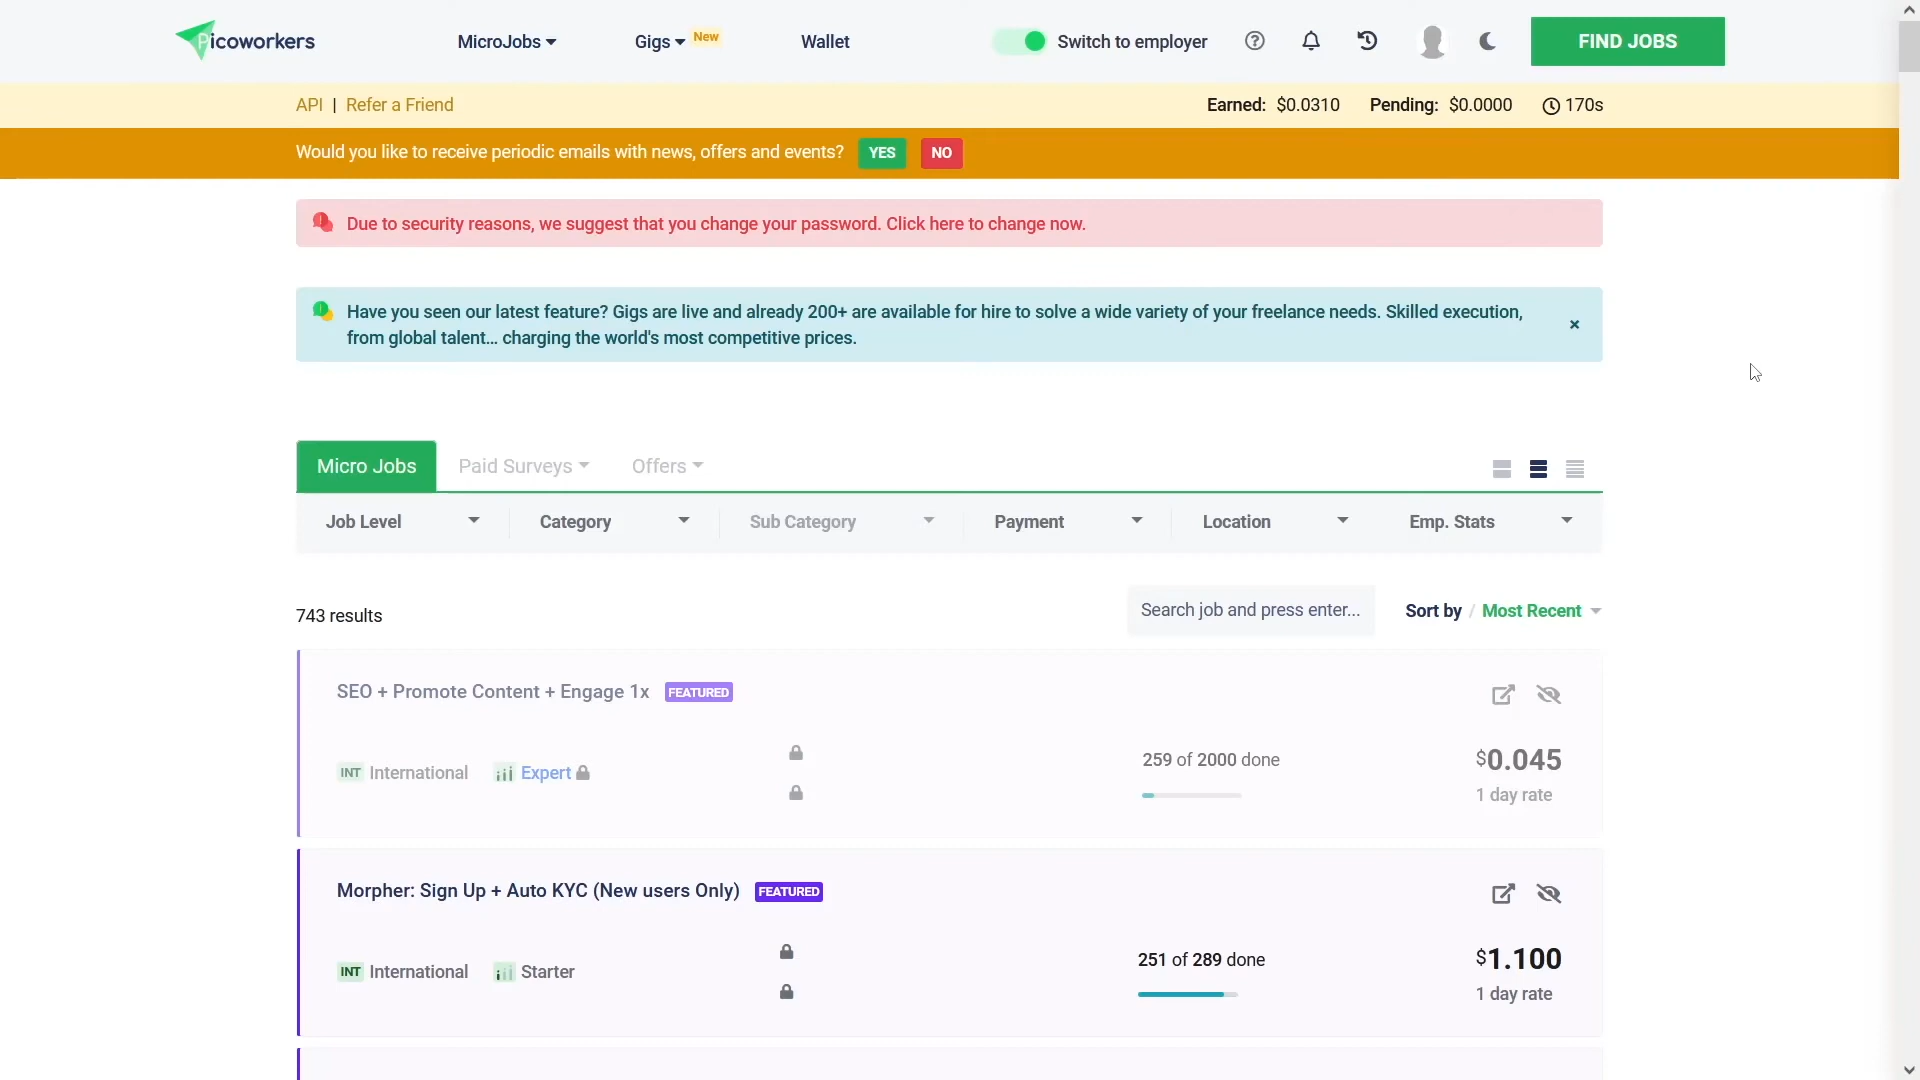 Picoworkers
MicroJobs
Gigs New
Wallet
Switch to employer
FIND JOBS
API | Refer a Friend
Earned: $0.0310 Pending: $0.0000 170s
Would you like to receive periodic emails with news, offers and events? YES NO
Due to security reasons, we suggest that you change your password. Click here to change now.
Have you seen our latest feature? Gigs are live and already 200+ are available for hire to solve a wide variety of your freelance needs. Skilled execution,
from global talent... charging the world's most competitive prices.
×
Micro Jobs Paid Surveys Offers
Job Level Category Sub Category Payment Location Emp. Stats
743 results
Search job and press enter...
Sort by / Most Recent
SEO + Promote Content + Engage 1x FEATURED
INT International Expert
259 of 2000 done
$0.045
1 day rate
Morpher: Sign Up + Auto KYC (New users Only) FEATURED
INT International Starter
251 of 289 done
$1.100
1 day rate